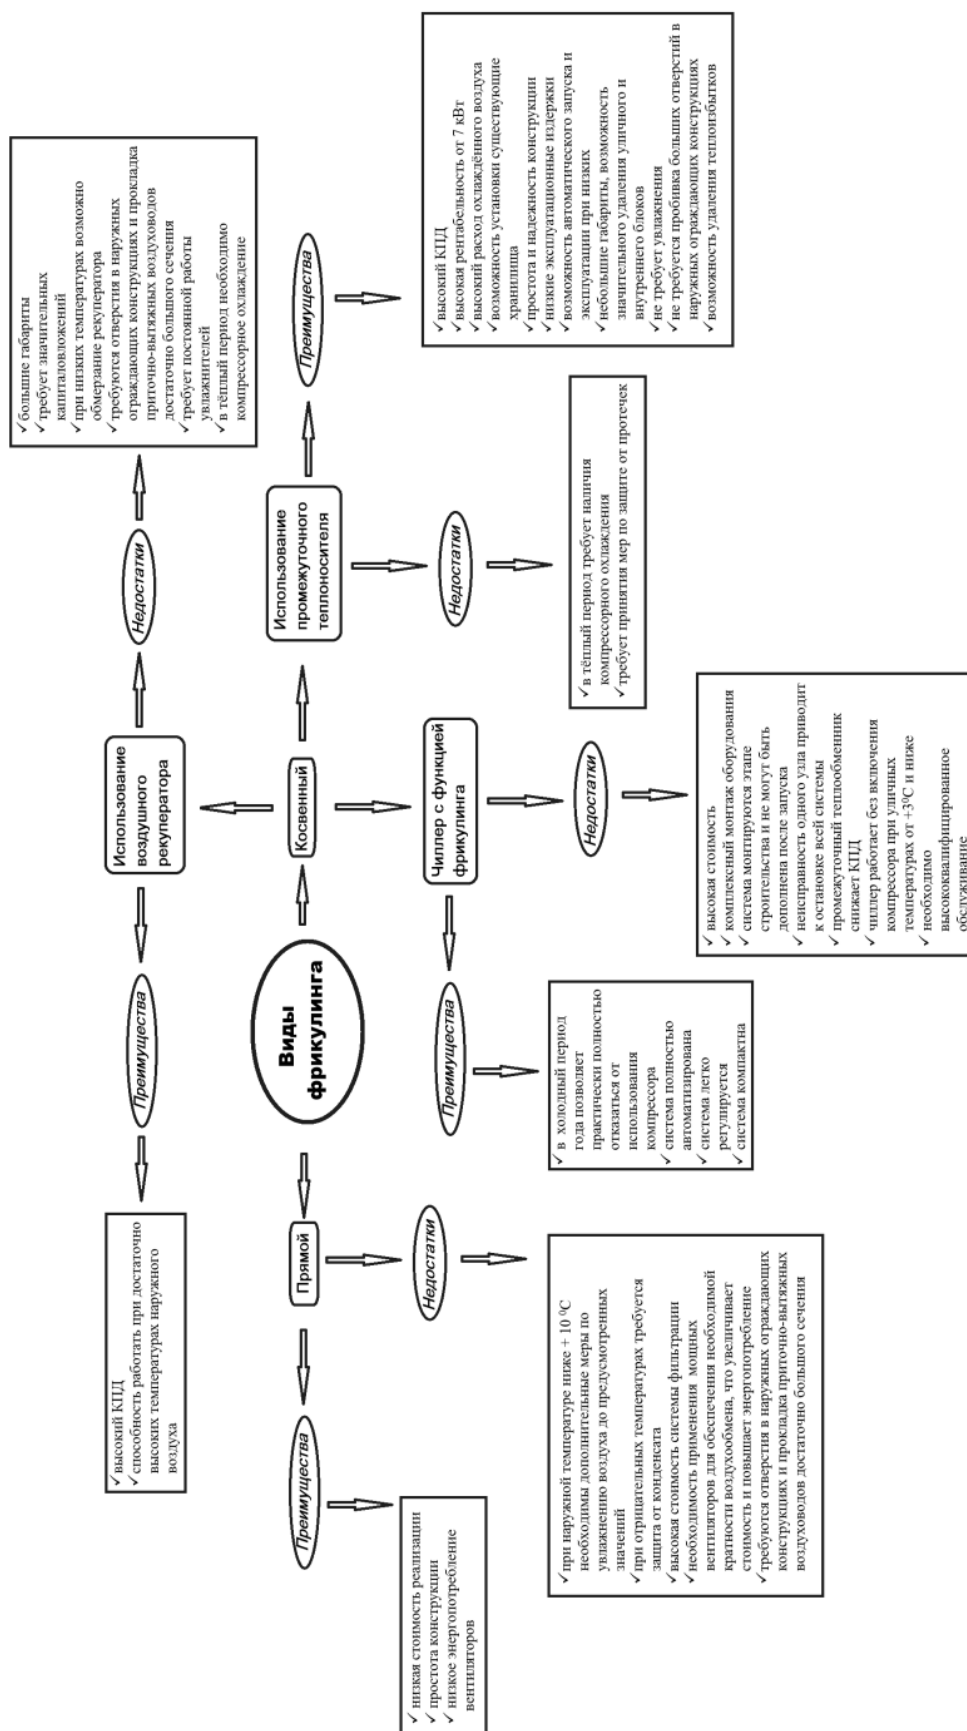 Виды
фрикулинга
Прямой
Преимущества
✓ низкая стоимость реализации
✓ простота конструкции
✓ низкое энергопотребление
вентиляторов
Недостатки
✓ при наружной температуре ниже + 10 ⁰С
необходимы дополнительные меры по
увлажнению воздуха до предусмотренных
значений
✓ при отрицательных температурах требуется
защита от конденсата
✓ высокая стоимость системы фильтрации
✓ необходимость применения мощных
вентиляторов для обеспечения необходимой
кратности воздухообмена, что увеличивает
стоимость и повышает энергопотребление
✓ требуются отверстия в наружных ограждающих
конструкциях и прокладка приточно-вытяжных
воздуховодов достаточно большого сечения
Косвенный
Использование
воздушного
рекуператора
Преимущества
✓ высокий КПД
✓ способность работать при достаточно
высоких температурах наружного
воздуха
Недостатки
✓ большие габариты
✓ требует значительных
капиталовложений
✓ при низких температурах возможно
обмерзание рекуператора
✓ требуются отверстия в наружных
ограждающих конструкциях и прокладка
приточно-вытяжных воздуховодов
достаточно большого сечения
✓ требует постоянной работы
увлажнителей
✓ в тёплый период необходимо
компрессорное охлаждение
Чиллер с функцией
фрикулинга
Преимущества
✓ в холодный период
года позволяет
практически полностью
отказаться от
использования
компрессора
✓ система полностью
автоматизирована
✓ система легко
регулируется
✓ система компактна
Недостатки
✓ высокая стоимость
✓ комплексный монтаж оборудования
✓ система монтируются этапе
строительства и не могут быть
дополнена после запуска
✓ неисправность одного узла приводит
к остановке всей системы
✓ промежуточный теплообменник
снижает КПД
✓ чиллер работает без включения
компрессора при уличных
температурах от +3⁰С и ниже
✓ необходимо
высококвалифицированное
обслуживание
Использование
промежуточного
теплоносителя
Преимущества
✓ высокий КПД
✓ высокая рентабельность от 7 кВт
✓ высокий расход охлаждённого воздуха
✓ возможность установки существующие
хранилища
✓ простота и надежность конструкции
✓ низкие эксплуатационные издержки
✓ возможность автоматического запуска и
эксплуатации при низких
✓ небольшие габариты, возможность
значительного удаления уличного и
внутреннего блоков
✓ не требует увлажнения
✓ не требуется пробивка больших отверстий в
наружных ограждающих конструкциях
✓ возможность удаления теплоизбытков
Недостатки
✓ в тёплый период требует наличия
компрессорного охлаждения
✓ требует принятия мер по защите от протечек